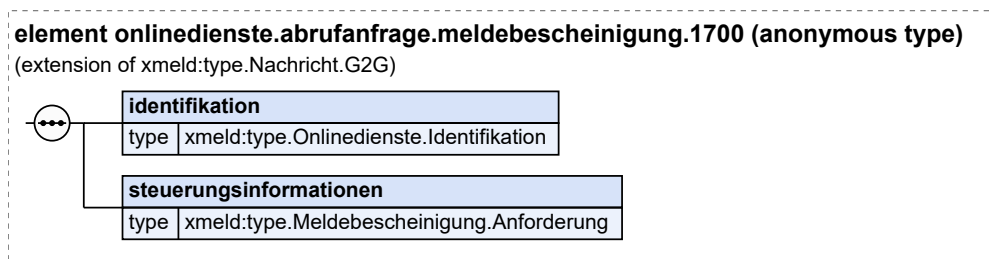 element onlinedienste.abrufanfrage.meldebescheinigung.1700 (anonymous type)
(extension of xmeld:type.Nachricht.G2G)
identifikation
type xmeld:type.Onlinedienste.Identifikation
steuerungsinformationen
type xmeld:type.Meldebescheinigung.Anforderung